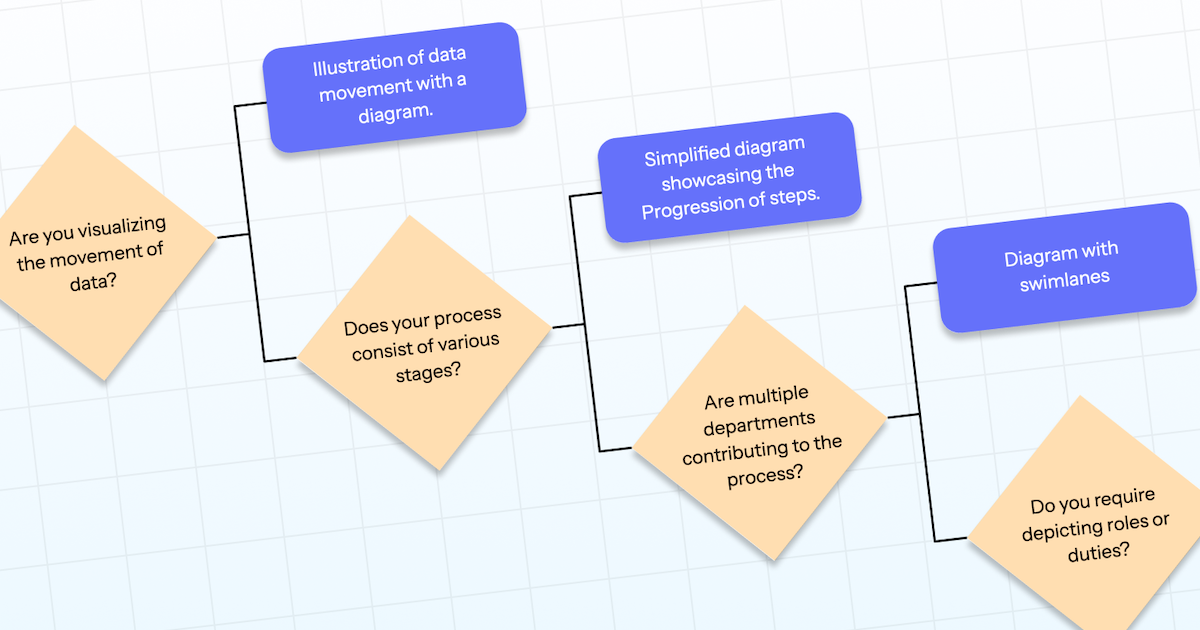 Illustration of data
movement with a
diagram.
Are you visualizing
the movement of
data?
Simplified diagram
showcasing the
Progression of steps.
Does your process
consist of various
stages?
Diagram with
swimlanes
Are multiple
departments
contributing to the
process?
Do you require
depicting roles or
duties?